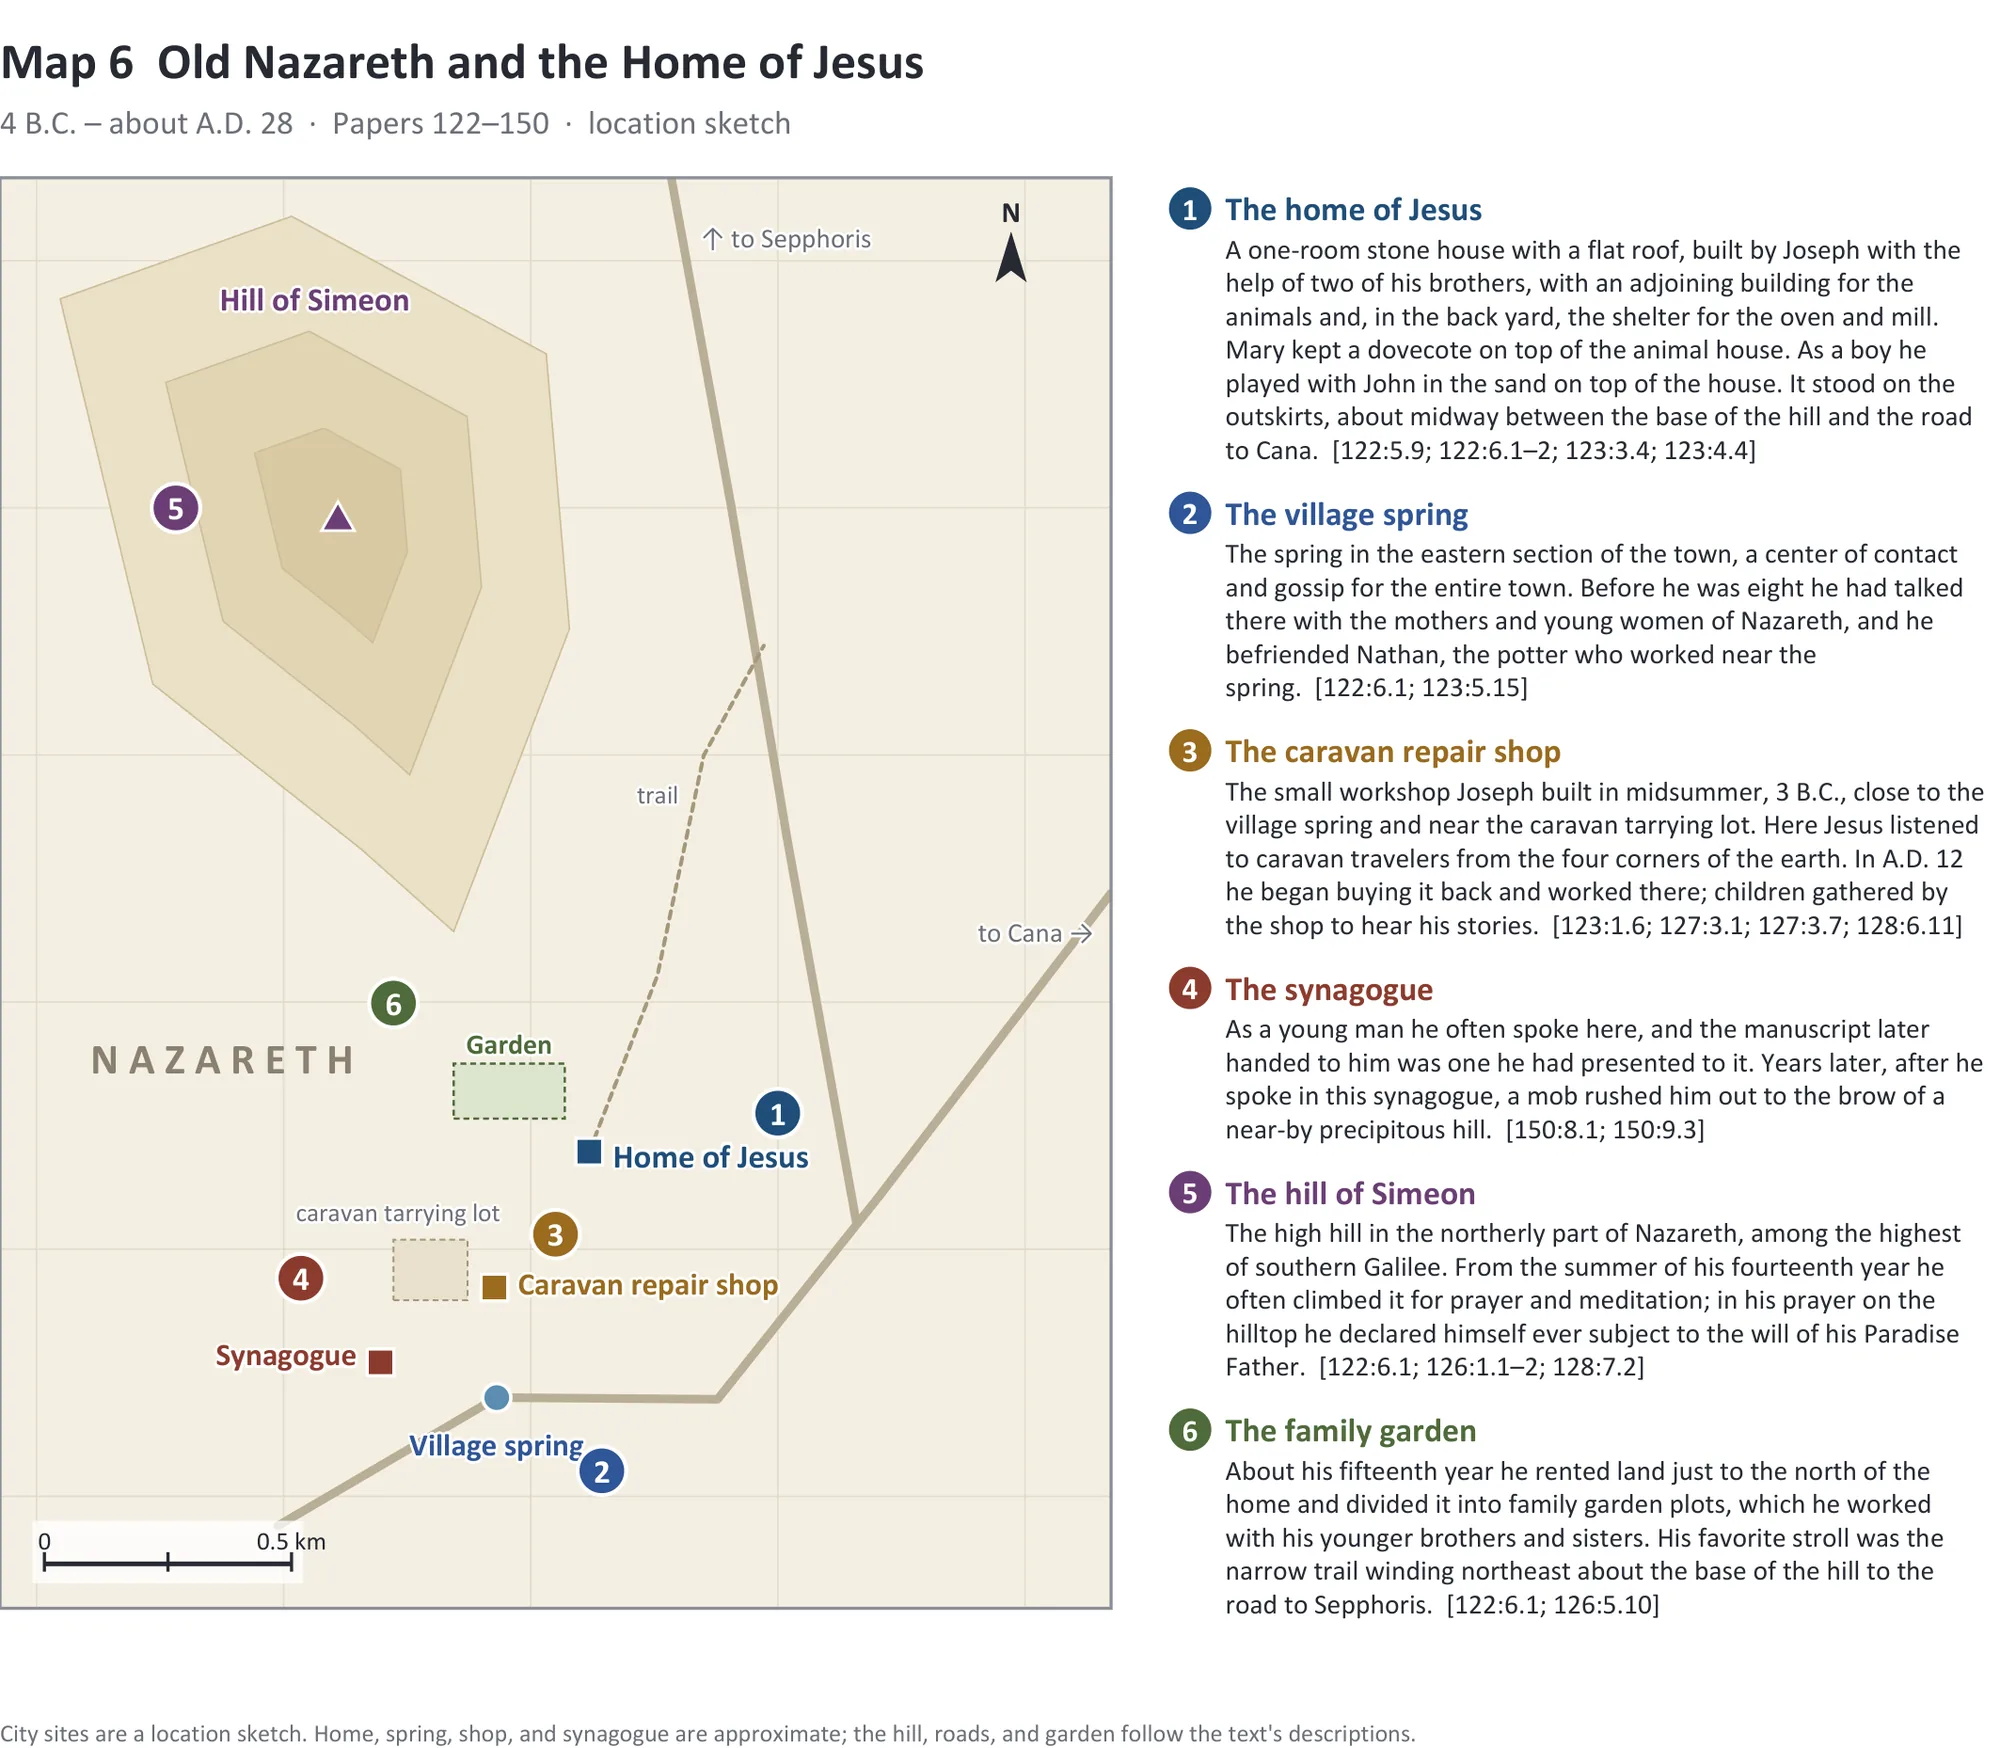 Map 6  Old Nazareth and the Home of Jesus
4 B.C. – about A.D. 28 · Papers 122–150 · location sketch
N
↑ to Sepphoris
Hill of Simeon
5
trail
to Cana →
6
NAZARETH
Garden
1
Home of Jesus
caravan tarrying lot
3
4
Caravan repair shop
Synagogue
Village spring
2
0
0.5 km
1 The home of Jesus
A one-room stone house with a flat roof, built by Joseph with the
help of two of his brothers, with an adjoining building for the
animals and, in the back yard, the shelter for the oven and mill.
Mary kept a dovecote on top of the animal house. As a boy he
played with John in the sand on top of the house. It stood on the
outskirts, about midway between the base of the hill and the road
to Cana. [122:5.9; 122:6.1–2; 123:3.4; 123:4.4]
2 The village spring
The spring in the eastern section of the town, a center of contact
and gossip for the entire town. Before he was eight he had talked
there with the mothers and young women of Nazareth, and he
befriended Nathan, the potter who worked near the
spring. [122:6.1; 123:5.15]
3 The caravan repair shop
The small workshop Joseph built in midsummer, 3 B.C., close to the
village spring and near the caravan tarrying lot. Here Jesus listened
to caravan travelers from the four corners of the earth. In A.D. 12
he began buying it back and worked there; children gathered by
the shop to hear his stories. [123:1.6; 127:3.1; 127:3.7; 128:6.11]
4 The synagogue
As a young man he often spoke here, and the manuscript later
handed to him was one he had presented to it. Years later, after he
spoke in this synagogue, a mob rushed him out to the brow of a
near-by precipitous hill. [150:8.1; 150:9.3]
5 The hill of Simeon
The high hill in the northerly part of Nazareth, among the highest
of southern Galilee. From the summer of his fourteenth year he
often climbed it for prayer and meditation; in his prayer on the
hilltop he declared himself ever subject to the will of his Paradise
Father. [122:6.1; 126:1.1–2; 128:7.2]
6 The family garden
About his fifteenth year he rented land just to the north of the
home and divided it into family garden plots, which he worked
with his younger brothers and sisters. His favorite stroll was the
narrow trail winding northeast about the base of the hill to the
road to Sepphoris. [122:6.1; 126:5.10]
City sites are a location sketch. Home, spring, shop, and synagogue are approximate; the hill, roads, and garden follow the text's descriptions.